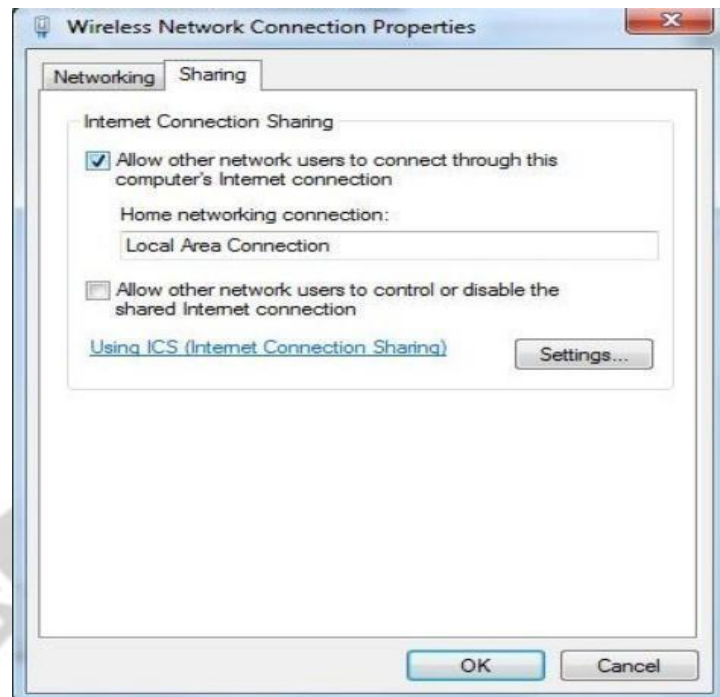 Wireless Network Connection Properties
Networking
Sharing
Internet Connection Sharing
Allow other network users to connect through this
computer's Internet connection
Home networking connection:
Local Area Connection
Allow other network users to control or disable the
shared Internet connection
Using ICS (Internet Connection Sharing)
Settings...
OK
Cancel